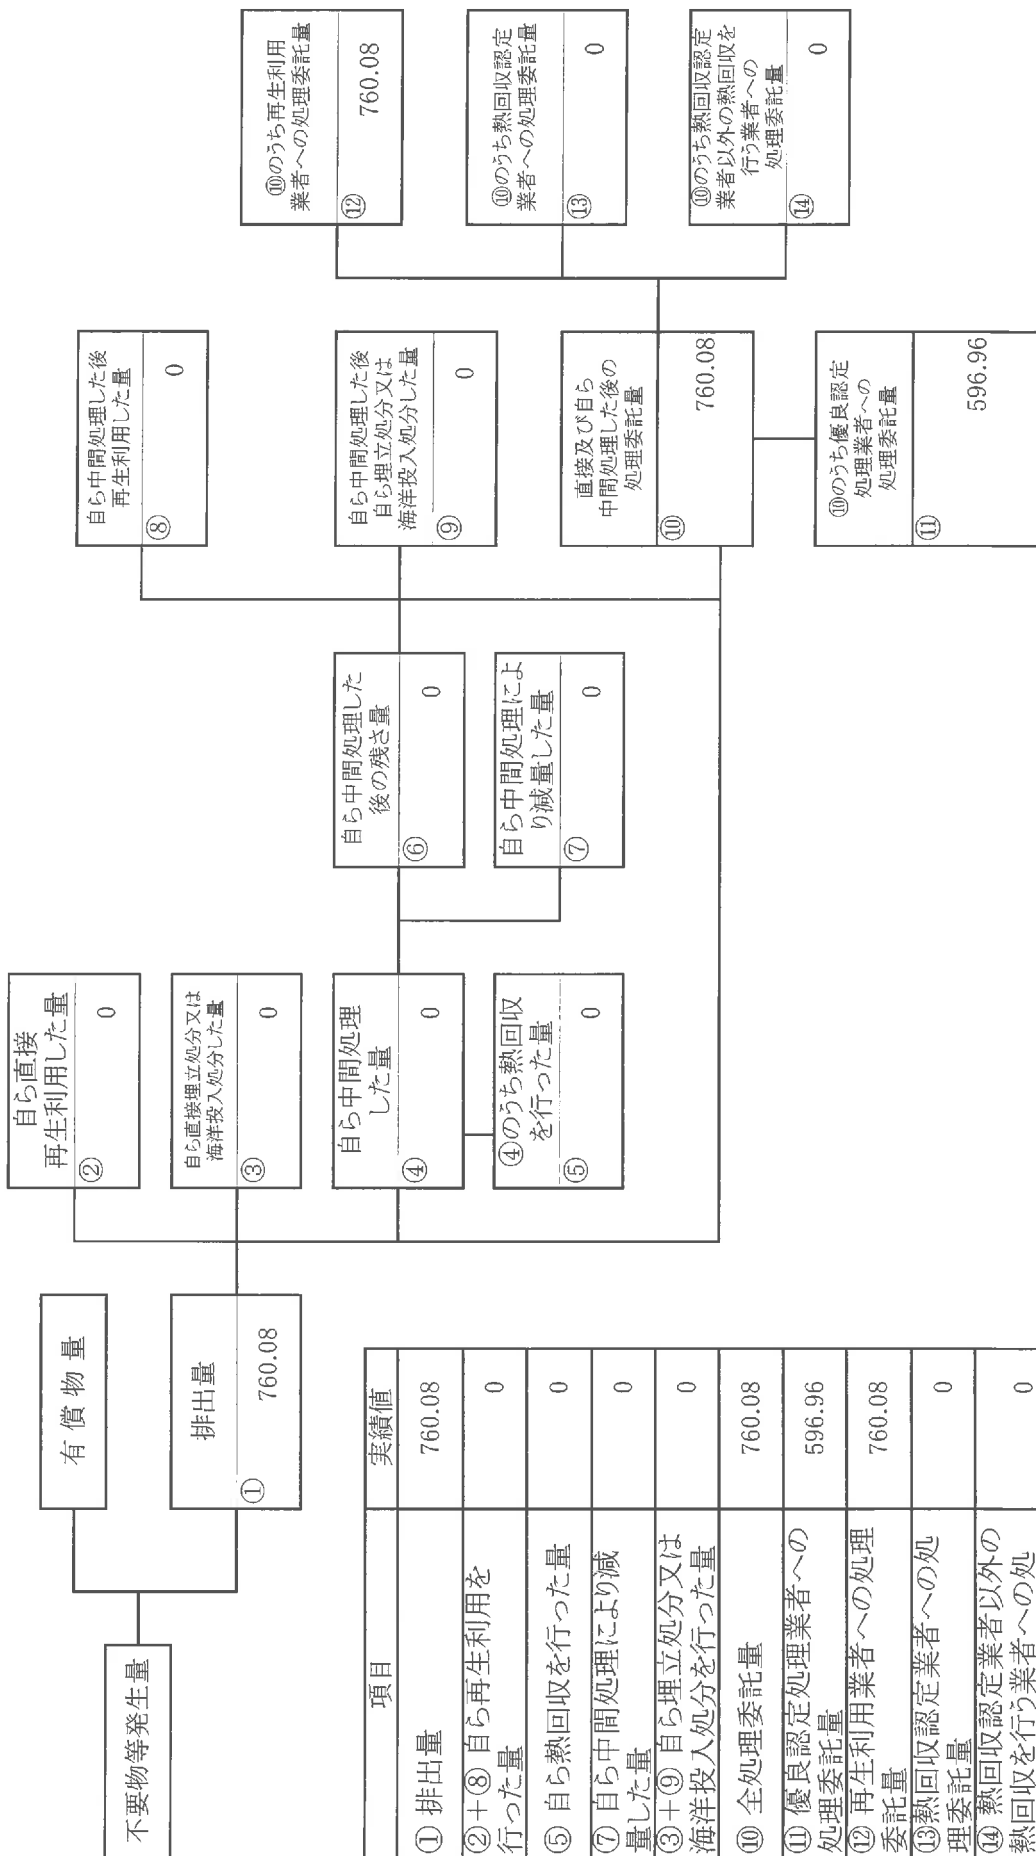 不要物等発生量
有償物量
排出量
①
760.08
自ら直接
再生利用した量
②
0
自ら直接埋立処分又は
海洋投入処分した量
③
0
自ら中間処理
した量
④
0
④のうち熱回収
を行った量
⑤
0
自ら中間処理した
後の残さ量
⑥
0
自ら中間処理によ
り減量した量
⑦
0
自ら中間処理した後
再生利用した量
⑧
0
自ら中間処理した後
自ら埋立処分又は
海洋投入処分した量
⑨
0
直接及び自ら
中間処理した後の
処理委託量
⑩
760.08
⑩のうち優良認定
処理業者への
処理委託量
⑪
596.96
⑩のうち再生利用
業者への処理委託量
⑫
760.08
⑩のうち熱回収認定
業者への処理委託量
⑬
0
⑩のうち熱回収認定
業者以外の熱回収を
行う業者への
処理委託量
⑭
0
項目 実績値
① 排出量 760.08
②+⑧ 自ら再生利用を
行った量 0
⑤ 自ら熱回収を行った量 0
⑦ 自ら中間処理により減
量した量 0
③+⑨ 自ら埋立処分又は
海洋投入処分を行った量 0
⑩ 全処理委託量 760.08
⑪ 優良認定処理業者への
処理委託量 596.96
⑫ 再生利用業者への処理
委託量 760.08
⑬熱回収認定業者への処
理委託量 0
⑭ 熱回収認定業者以外の
熱回収を行う業者への処 0